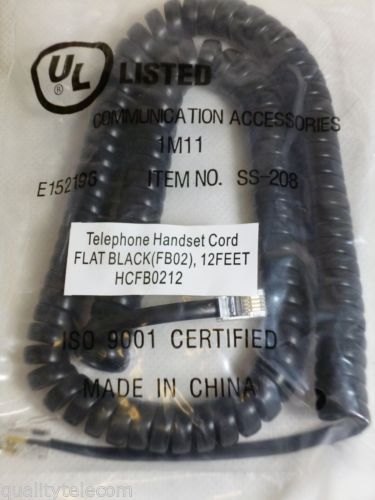 UL LISTED
®
COMMUNICATION ACCESSORIES
1M11
E152196 ITEM NO. SS-208
Telephone Handset Cord
FLAT BLACK(FB02), 12FEET
HCFB0212
ISO 9001 CERTIFIED
MADE IN CHINA
qualitytelecom